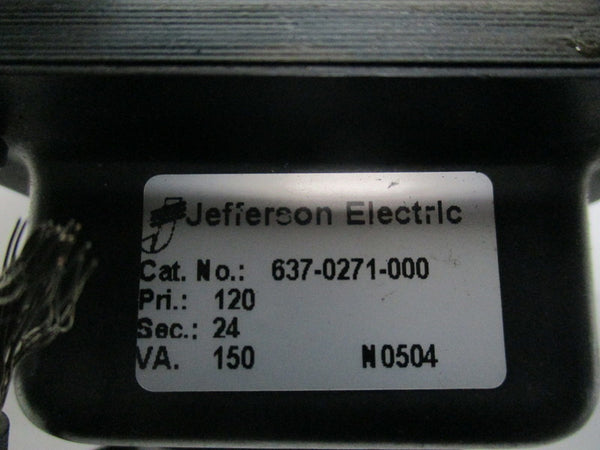 Jefferson Electric
Cat. No.: 637-0271-000
Pri.: 120
Sec.: 24
VA. 150 N0504